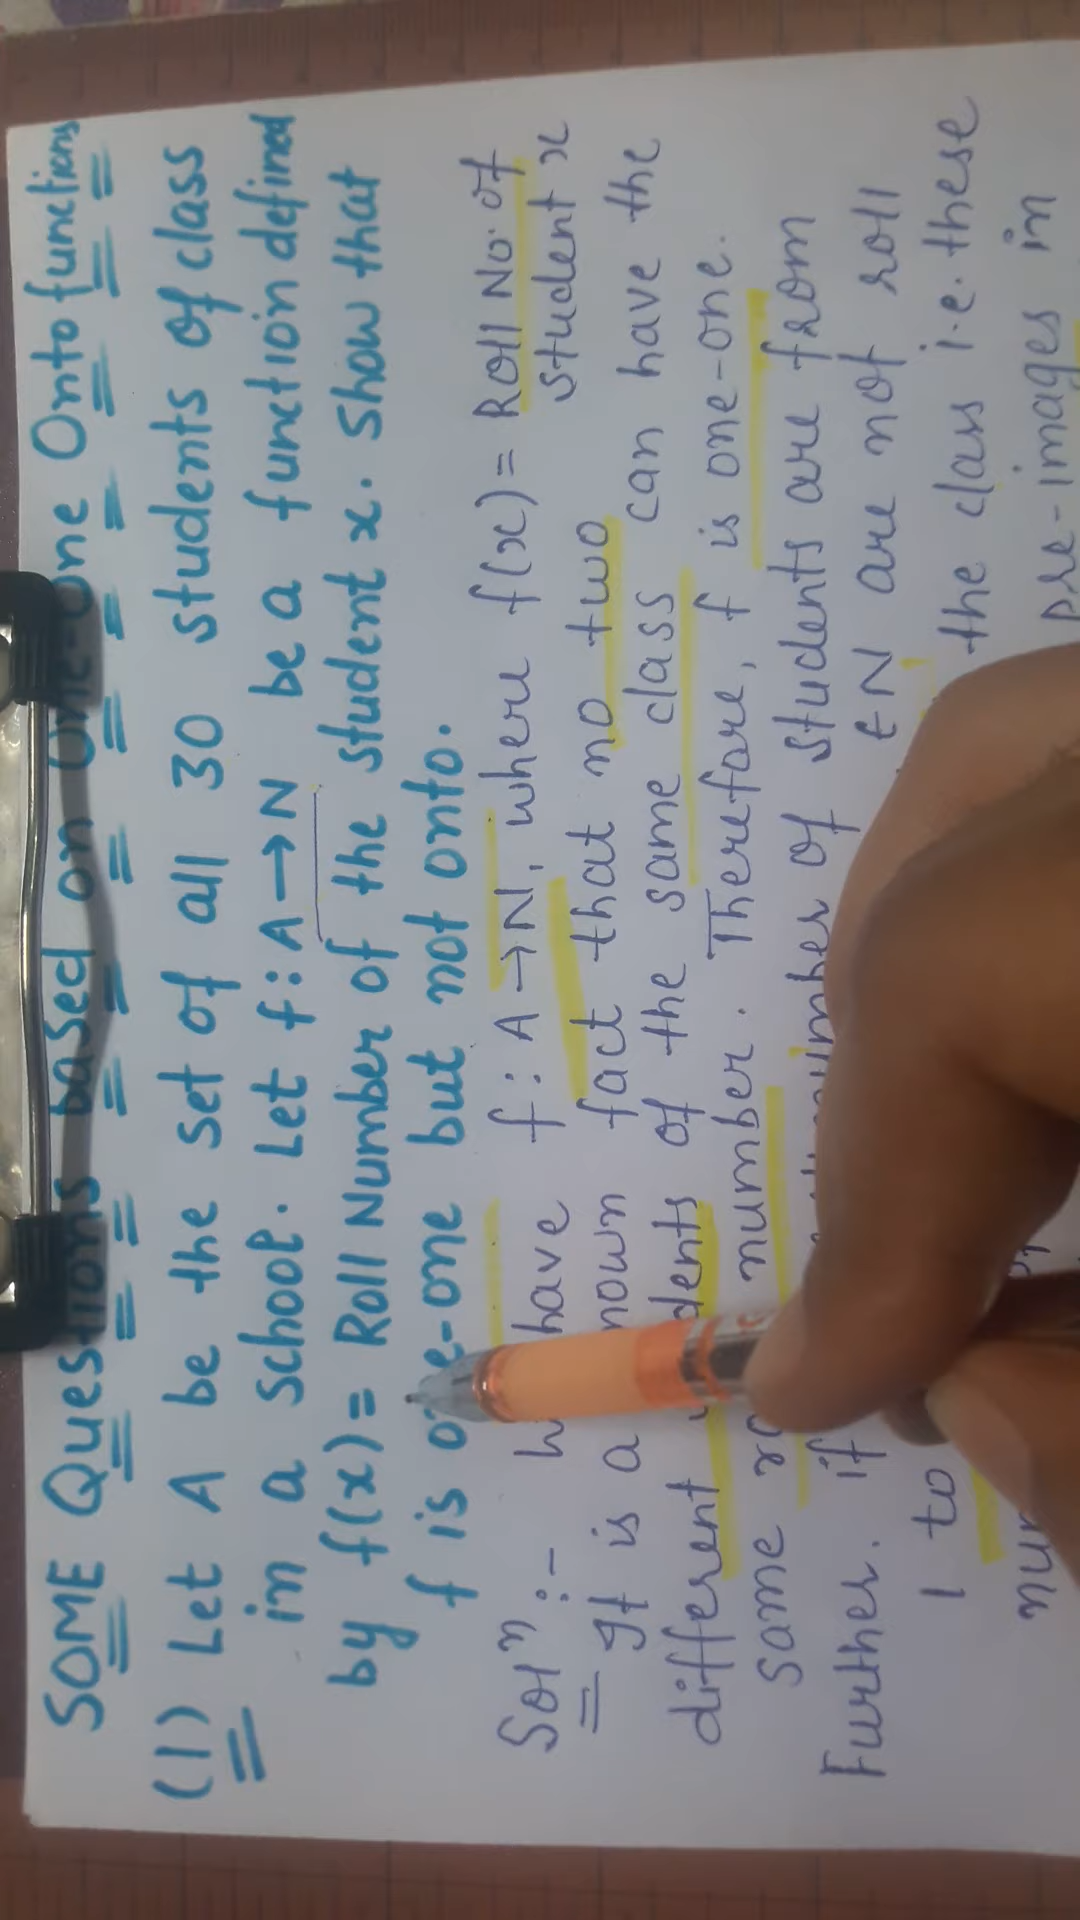 SOME Questions based on One-One Onto functions
(1) Let A be the set of all 30 students of class
in a school. Let f : A→N be a function defined
by f(x) = Roll Number of the student x. Show that
f is one-one but not onto.
Solⁿ :- have f : A→N, where f(x) = Roll No. of
student x
It is a known fact that no two
different of the same class can have the
same number. Therefore, f is one-one.
Further. if number of students are from
1 to ∈ N are not roll
the class i.e. these
pre-images in